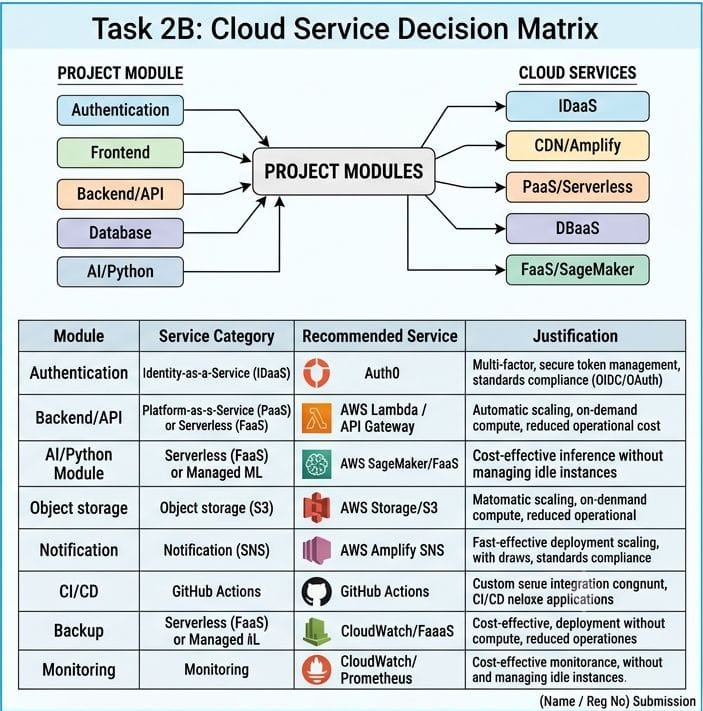 Task 2B: Cloud Service Decision Matrix
PROJECT MODULE
Authentication
Frontend
Backend/API
Database
AI/Python
PROJECT MODULES
CLOUD SERVICES
IDaaS
CDN/Amplify
PaaS/Serverless
DBaaS
FaaS/SageMaker
Module Service Category Recommended Service Justification
Authentication Identity-as-a-Service (IDaaS) Auth0 Multi-factor, secure token management,
standards compliance (OIDC/OAuth)
Backend/API Platform-as-s-Service (PaaS) AWS Lambda / Automatic scaling, on-demand
or Serverless (FaaS) API Gateway compute, reduced operational cost
AI/Python Serverless (FaaS) AWS SageMaker/FaaS Cost-effective inference without
Module or Managed ML managing idle instances
Object storage Object storage (S3) AWS Storage/S3 Matomatic scaling, on-denmand
compute, reduced operational
Notification Notification (SNS) AWS Amplify SNS Fast-effective deployment scaling,
with draws, standards compliance
CI/CD GitHub Actions GitHub Actions Custom serue integration congnunt,
CI/CD neloxe applications
Backup Serverless (FaaS) CloudWatch/FaaaS Cost-effective, deployment without
or Managed compute, reduced operationes
Monitoring Monitoring CloudWatch/ Cost-effective monitorance, without
Prometheus and managing idle instances.
(Name / Reg No) Submission